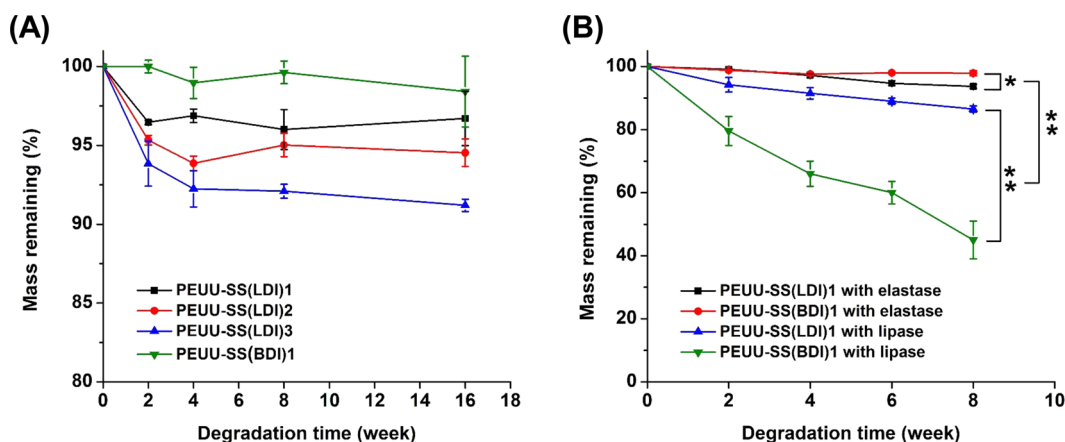 (A)
Mass remaining (%)
100
95
90
85
80
PEUU-SS(LDI)1
PEUU-SS(LDI)2
PEUU-SS(LDI)3
PEUU-SS(BDI)1
0 2 4 6 8 10 12 14 16 18
Degradation time (week)
(B)
Mass remaining (%)
100
80
60
40
20
0
*
**
**
PEUU-SS(LDI)1 with elastase
PEUU-SS(BDI)1 with elastase
PEUU-SS(LDI)1 with lipase
PEUU-SS(BDI)1 with lipase
0 2 4 6 8 10
Degradation time (week)